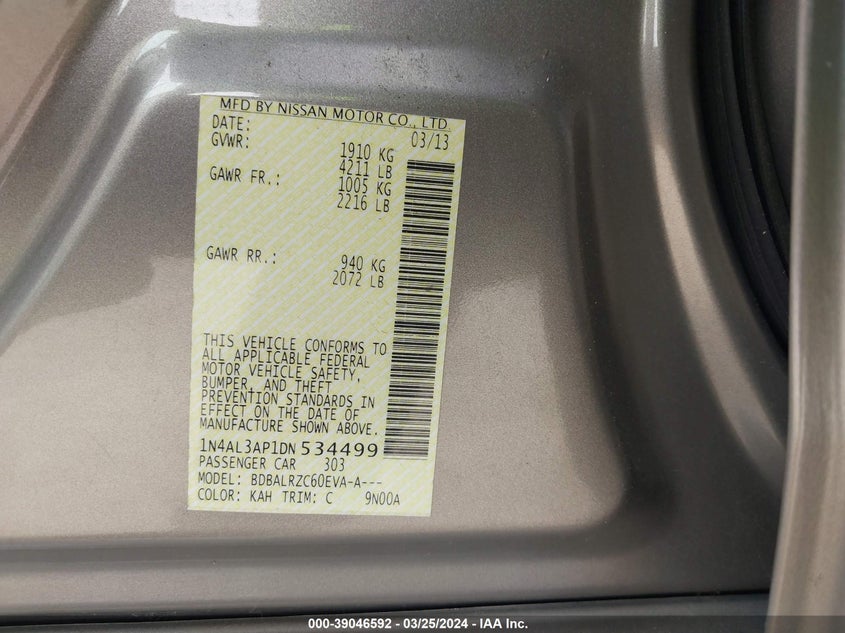 MFD BY NISSAN MOTOR CO., LTD.
DATE: 03/13
GVWR: 1910 KG
4211 LB
GAWR FR.: 1005 KG
2216 LB
GAWR RR.: 940 KG
2072 LB
THIS VEHICLE CONFORMS TO
ALL APPLICABLE FEDERAL
MOTOR VEHICLE SAFETY,
BUMPER, AND THEFT
PREVENTION STANDARDS IN
EFFECT ON THE DATE OF
MANUFACTURE SHOWN ABOVE.
1N4AL3AP1DN 534499
PASSENGER CAR 303
MODEL: BDBALRZC60EVA-A---
COLOR: KAH TRIM: C 9N00A
000-39046592 - 03/25/2024 - IAA Inc.